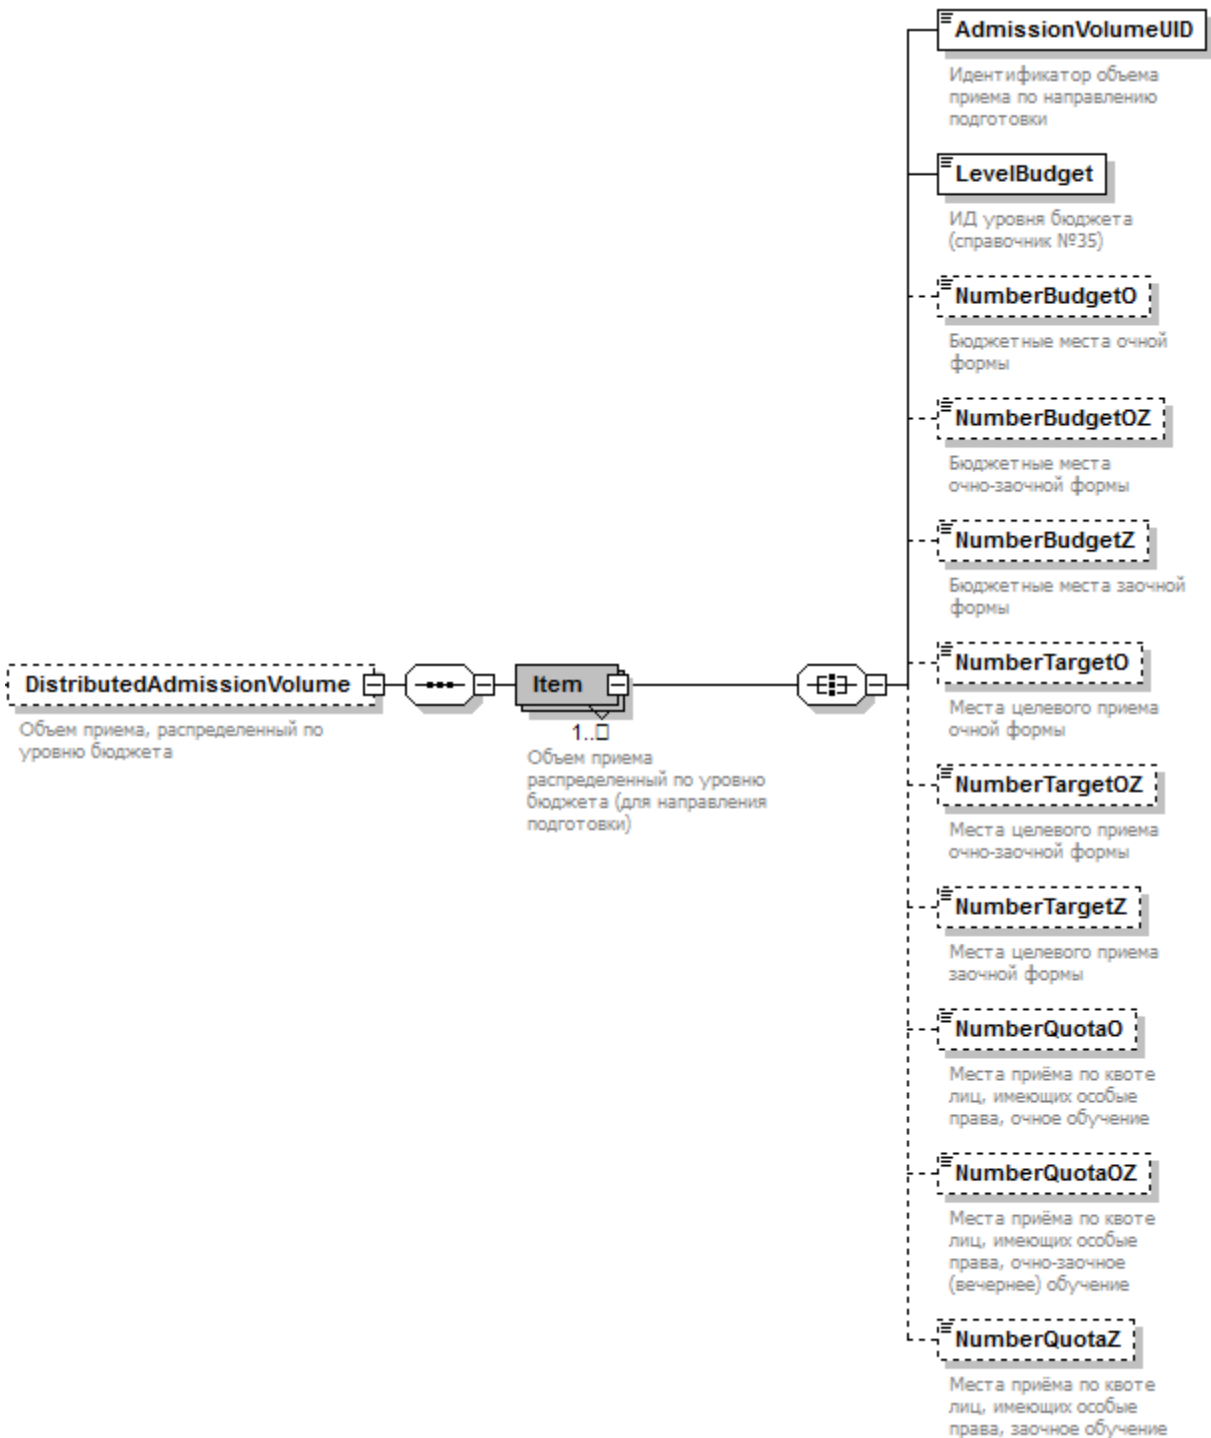 AdmissionVolumeUID
Идентификатор объема
приема по направлению
подготовки
LevelBudget
ИД уровня бюджета
(справочник №35)
NumberBudgetO
Бюджетные места очной
формы
NumberBudgetOZ
Бюджетные места
очно-заочной формы
NumberBudgetZ
Бюджетные места заочной
формы
DistributedAdmissionVolume
Объем приема, распределенный по
уровню бюджета
Item
1..□
Объем приема
распределенный по уровню
бюджета (для направления
подготовки)
NumberTargetO
Места целевого приема
очной формы
NumberTargetOZ
Места целевого приема
очно-заочной формы
NumberTargetZ
Места целевого приема
заочной формы
NumberQuotaO
Места приёма по квоте
лиц, имеющих особые
права, очное обучение
NumberQuotaOZ
Места приёма по квоте
лиц, имеющих особые
права, очно-заочное
(вечернее) обучение
NumberQuotaZ
Места приёма по квоте
лиц, имеющих особые
права, заочное обучение